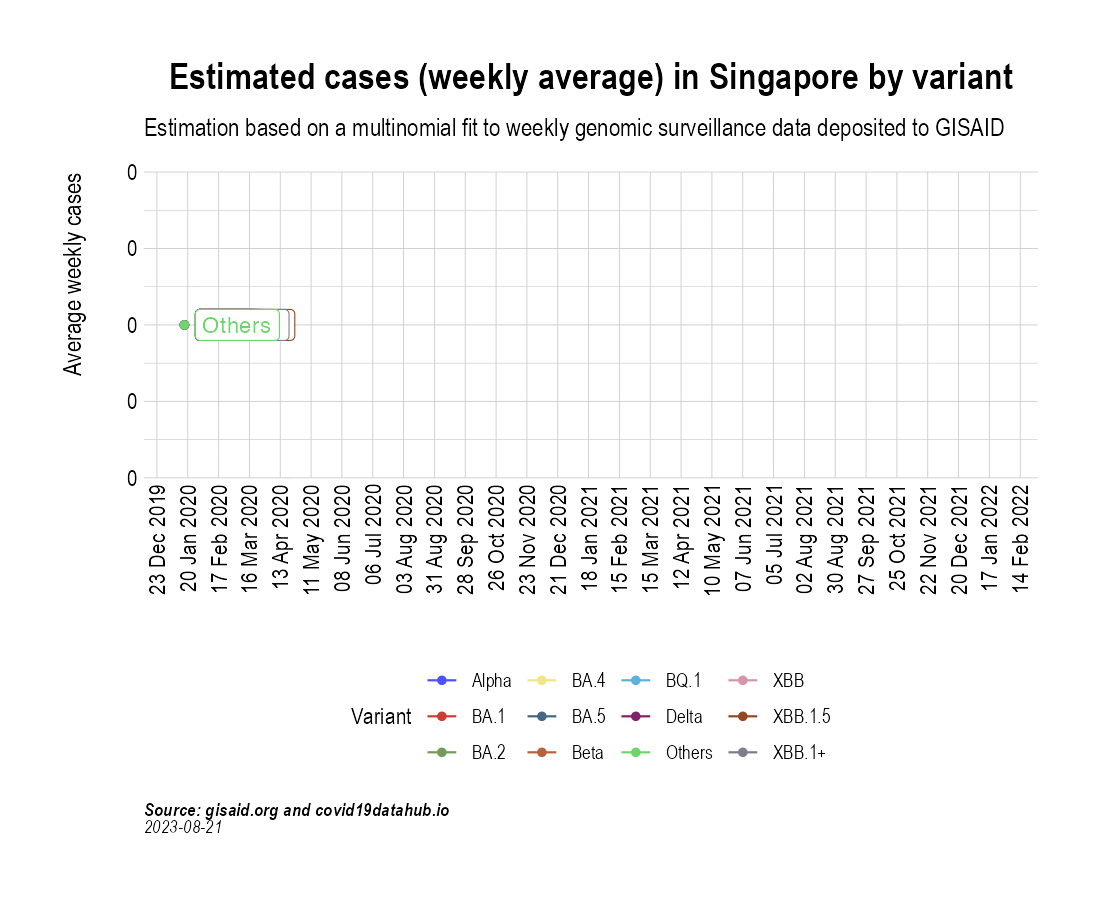 Estimated cases (weekly average) in Singapore by variant
Estimation based on a multinomial fit to weekly genomic surveillance data deposited to GISAID
Average weekly cases
0
0
0
0
0
Others
23 Dec 2019
20 Jan 2020
17 Feb 2020
16 Mar 2020
13 Apr 2020
11 May 2020
08 Jun 2020
06 Jul 2020
03 Aug 2020
31 Aug 2020
28 Sep 2020
26 Oct 2020
23 Nov 2020
21 Dec 2020
18 Jan 2021
15 Feb 2021
15 Mar 2021
12 Apr 2021
10 May 2021
07 Jun 2021
05 Jul 2021
02 Aug 2021
30 Aug 2021
27 Sep 2021
25 Oct 2021
22 Nov 2021
20 Dec 2021
17 Jan 2022
14 Feb 2022
Variant
Alpha
BA.1
BA.2
BA.4
BA.5
Beta
BQ.1
Delta
Others
XBB
XBB.1.5
XBB.1+
Source: gisaid.org and covid19datahub.io
2023-08-21